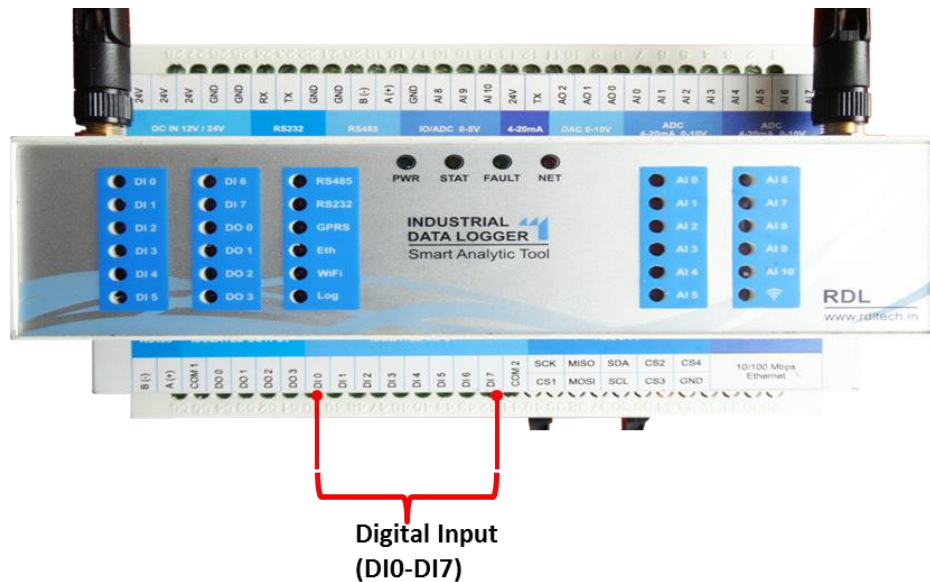 24V 24V 24V GND GND RX TX GND GND B (-) A (+) GND AI 8 AI 9 AI 10 24V TX AO 2 AO 1 AO 0 AI 0 AI 1 AI 2 AI 3 AI 4 AI 5 AI 6 AI 7
DC IN 12V / 24V RS232 RS485 IO/ADC 0-5V 4-20mA DAC 0-10V ADC ADC
4-20mA 0-10V 4-20mA 0-10V
PWR STAT FAULT NET
DI 0 DI 6 RS485 AI 0 AI 6
DI 1 DI 7 RS232 AI 1 AI 7
DI 2 DO 0 GPRS AI 2 AI 8
DI 3 DO 1 Eth AI 3 AI 9
DI 4 DO 2 WiFi AI 4 AI 10
DI 5 DO 3 Log AI 5
INDUSTRIAL
DATA LOGGER
Smart Analytic Tool
RDL
www.rdltech.in
B (-) A (+) COM 1 DO 0 DO 1 DO 2 DO 3 DI 0 DI 1 DI 2 DI 3 DI 4 DI 5 DI 6 DI 7 COM 2
SCK MISO SDA CS2 CS4
CS1 MOSI SCL CS3 GND
10/100 Mbps
Ethernet
Digital Input
(DI0-DI7)